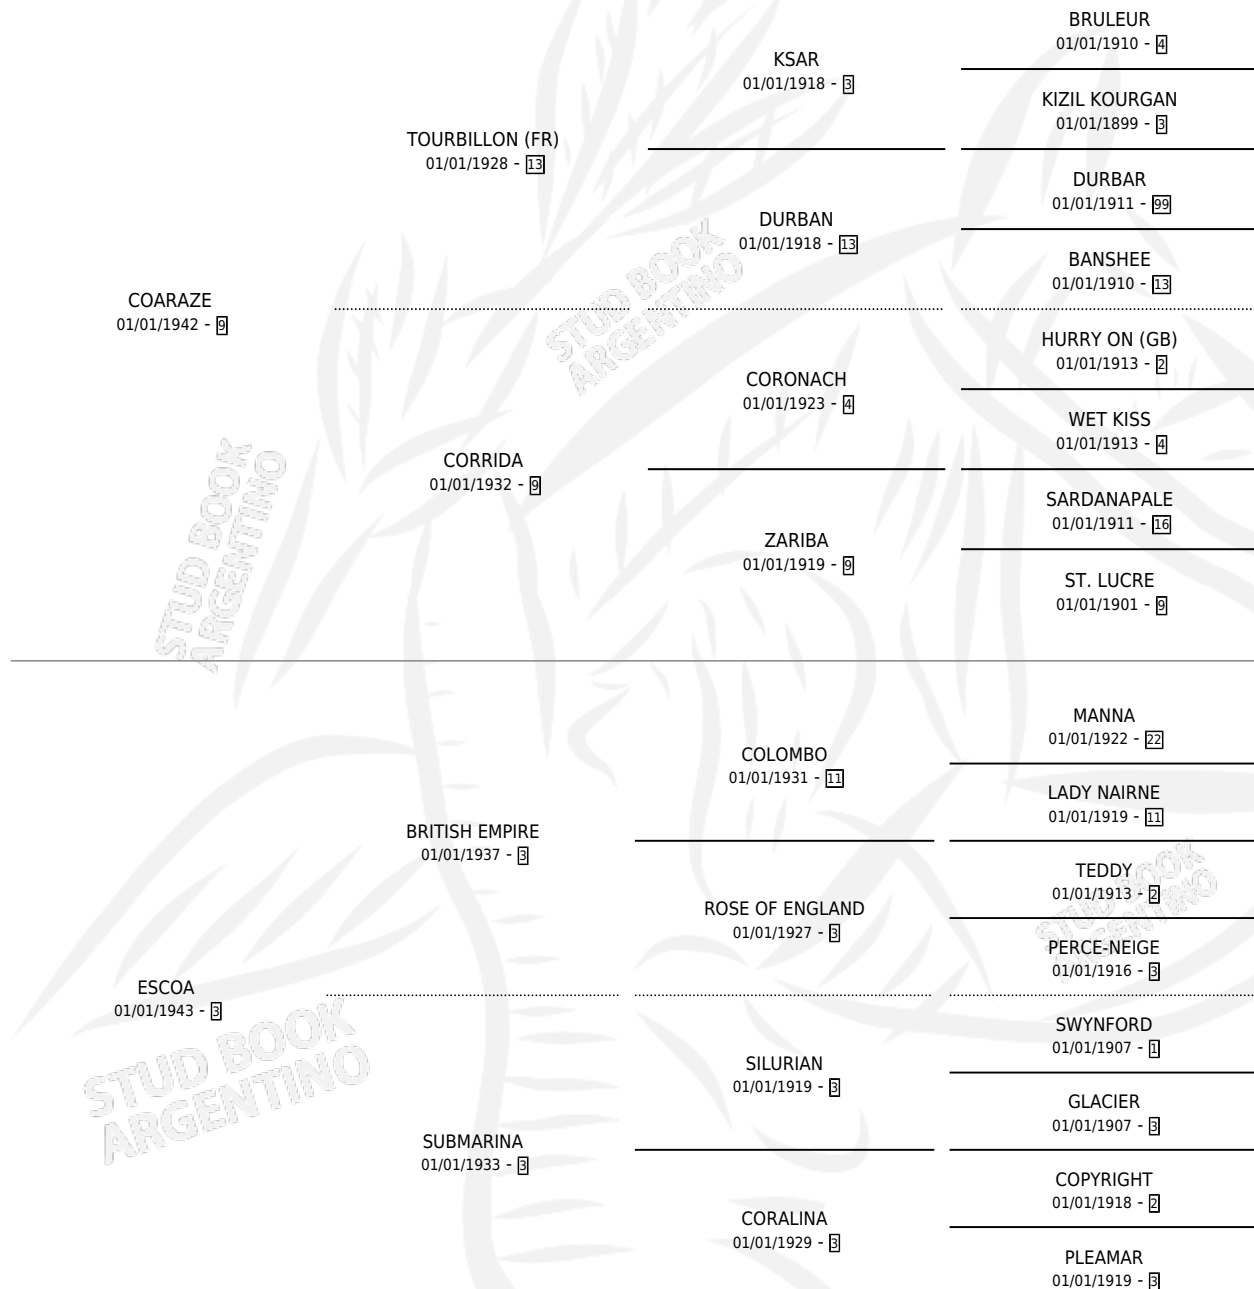 BRULEUR
01/01/1910 - 4
KSAR
01/01/1918 - 3
KIZIL KOURGAN
01/01/1899 - 3
TOURBILLON (FR)
01/01/1928 - 13
DURBAR
01/01/1911 - 99
DURBAN
01/01/1918 - 13
BANSHEE
01/01/1910 - 13
COARAZE
01/01/1942 - 9
HURRY ON (GB)
01/01/1913 - 2
CORONACH
01/01/1923 - 4
WET KISS
01/01/1913 - 4
CORRIDA
01/01/1932 - 9
SARDANAPALE
01/01/1911 - 16
ZARIBA
01/01/1919 - 9
ST. LUCRE
01/01/1901 - 9
STUD BOOK
ARGENTINO
STUD BOOK
ARGENTINO
MANNA
01/01/1922 - 22
COLOMBO
01/01/1931 - 11
LADY NAIRNE
01/01/1919 - 11
BRITISH EMPIRE
01/01/1937 - 3
TEDDY
01/01/1913 - 2
ROSE OF ENGLAND
01/01/1927 - 3
PERCE-NEIGE
01/01/1916 - 3
ESCOA
01/01/1943 - 3
SWYNFORD
01/01/1907 - 1
SILURIAN
01/01/1919 - 3
GLACIER
01/01/1907 - 3
SUBMARINA
01/01/1933 - 3
COPYRIGHT
01/01/1918 - 2
CORALINA
01/01/1929 - 3
PLEAMAR
01/01/1919 - 3
STUD BOOK
ARGENTINO
STUD BOOK
ARGENTINO